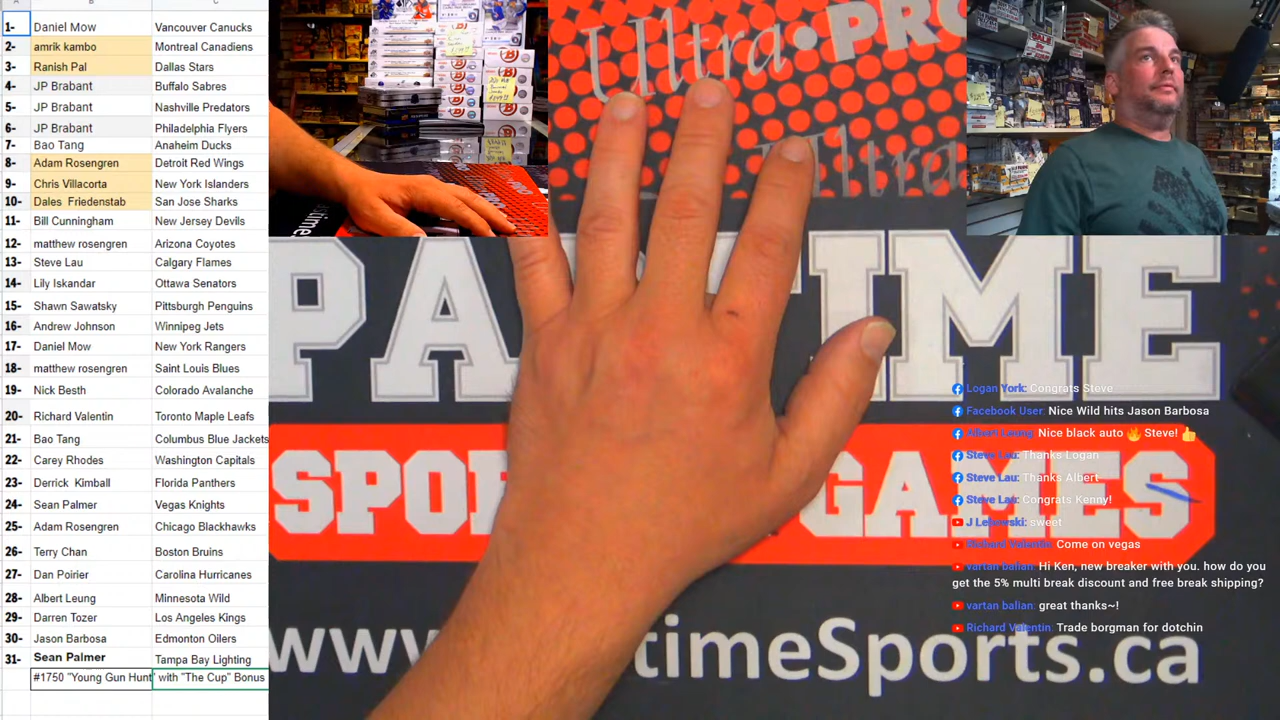 1- Daniel Mow Vancouver Canucks
2- amrik kambo Montreal Canadiens
3- Ranish Pal Dallas Stars
4- JP Brabant Buffalo Sabres
5- JP Brabant Nashville Predators
6- JP Brabant Philadelphia Flyers
7- Bao Tang Anaheim Ducks
8- Adam Rosengren Detroit Red Wings
9- Chris Villacorta New York Islanders
10- Dales Friedenstab San Jose Sharks
11- Bill Cunningham New Jersey Devils
12- matthew rosengren Arizona Coyotes
13- Steve Lau Calgary Flames
14- Lily Iskandar Ottawa Senators
15- Shawn Sawatsky Pittsburgh Penguins
16- Andrew Johnson Winnipeg Jets
17- Daniel Mow New York Rangers
18- matthew rosengren Saint Louis Blues
19- Nick Besth Colorado Avalanche
20- Richard Valentin Toronto Maple Leafs
21- Bao Tang Columbus Blue Jackets
22- Carey Rhodes Washington Capitals
23- Derrick Kimball Florida Panthers
24- Sean Palmer Vegas Knights
25- Adam Rosengren Chicago Blackhawks
26- Terry Chan Boston Bruins
27- Dan Poirier Carolina Hurricanes
28- Albert Leung Minnesota Wild
29- Darren Tozer Los Angeles Kings
30- Jason Barbosa Edmonton Oilers
31- Sean Palmer Tampa Bay Lighting
#1750 "Young Gun Hunt' with "The Cup" Bonus
Ultra
Ultra
PA TIME
SPO GAMES
www. timeSports.ca
Logan York: Congrats Steve
Facebook User: Nice Wild hits Jason Barbosa
Albert Leung: Nice black auto 🔥 Steve! 👍
Steve Lau: Thanks Logan
Steve Lau: Thanks Albert
Steve Lau: Congrats Kenny!
J Lelsovski: sweet
Richard Valentin: Come on vegas
vartan balian: Hi Ken, new breaker with you. how do you
get the 5% multi break discount and free break shipping?
vartan balian: great thanks~!
Richard Valentin: Trade borgman for dotchin